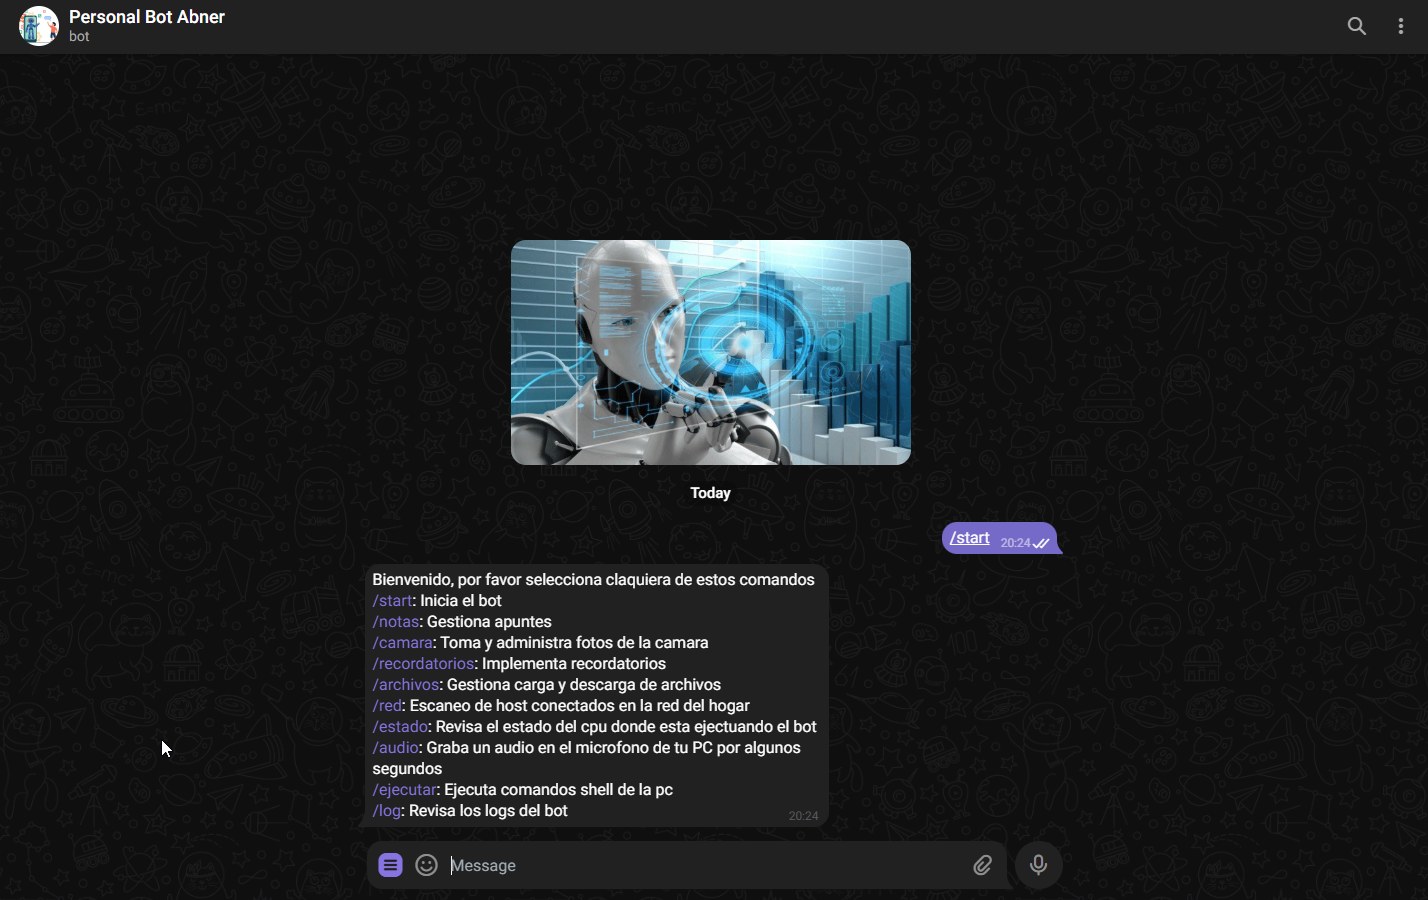 Personal Bot Abner
bot
Today
/start 20:24
Bienvenido, por favor selecciona claquiera de estos comandos
/start: Inicia el bot
/notas: Gestiona apuntes
/camara: Toma y administra fotos de la camara
/recordatorios: Implementa recordatorios
/archivos: Gestiona carga y descarga de archivos
/red: Escaneo de host conectados en la red del hogar
/estado: Revisa el estado del cpu donde esta ejectuando el bot
/audio: Graba un audio en el microfono de tu PC por algunos
segundos
/ejecutar: Ejecuta comandos shell de la pc
/log: Revisa los logs del bot
20:24
Message